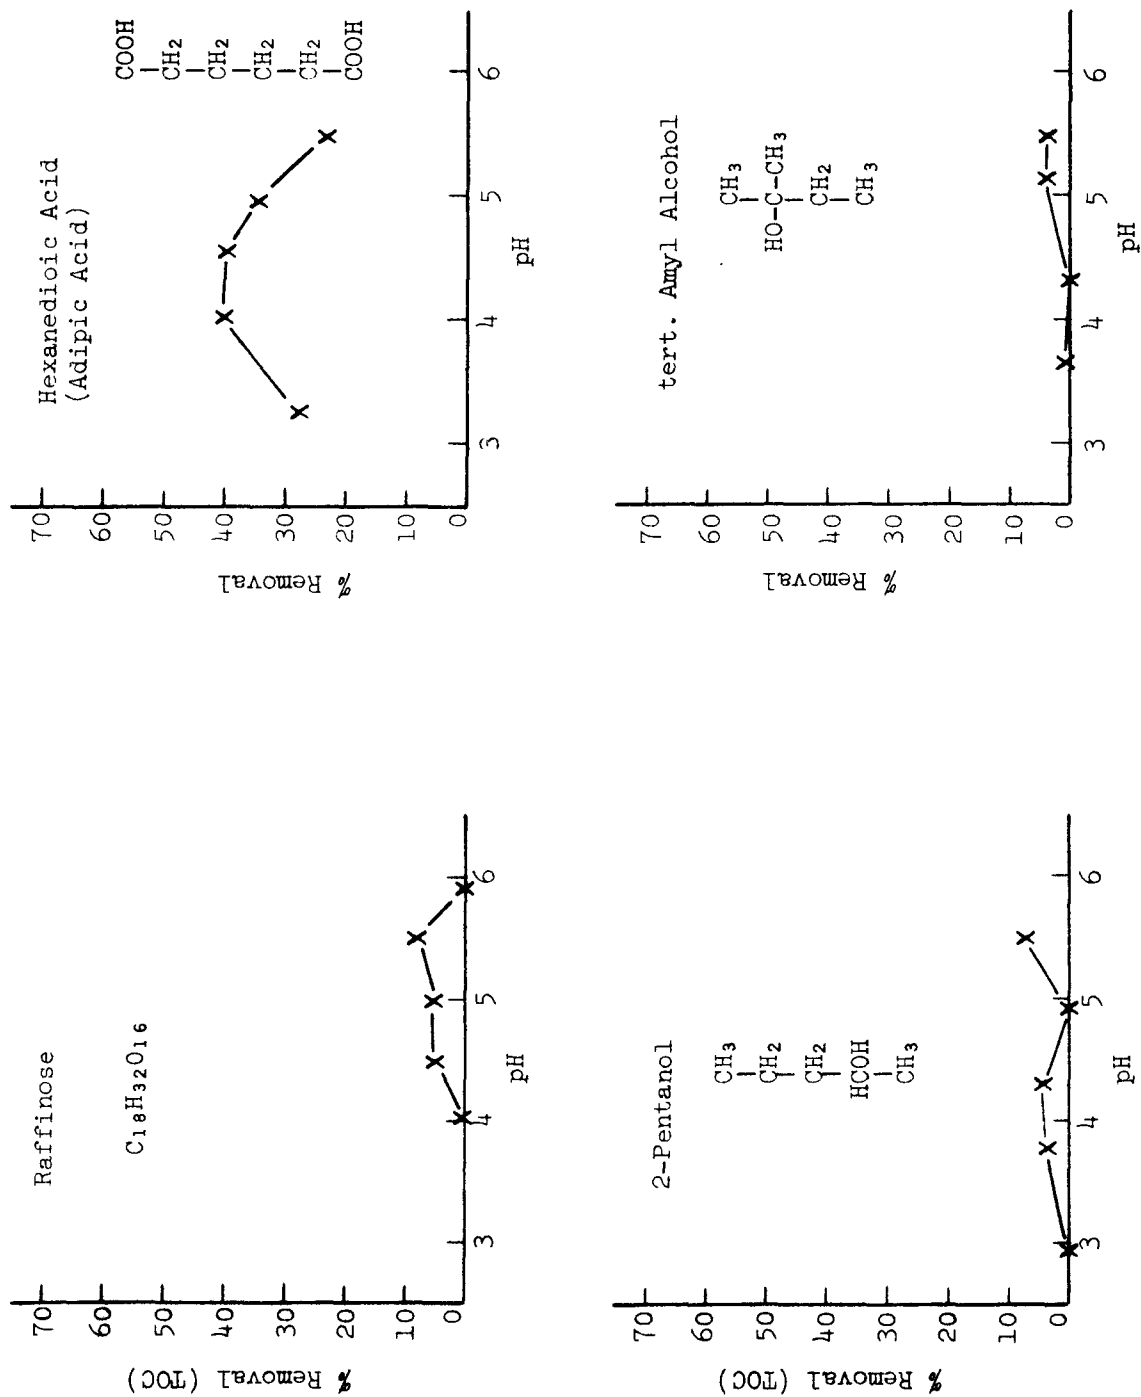 Raffinose
C₁₈H₃₂O₁₆
% Removal (TOC)
70
60
50
40
30
20
10
0
3
4
5
6
pH
Hexanedioic Acid
(Adipic Acid)
COOH
CH₂
CH₂
CH₂
CH₂
COOH
% Removal
70
60
50
40
30
20
10
0
3
4
5
6
pH
2-Pentanol
CH₃
CH₂
CH₂
HCOH
CH₃
% Removal (TOC)
70
60
50
40
30
20
10
0
3
4
5
6
pH
tert. Amyl Alcohol
CH₃
HO-C-CH₃
CH₂
CH₃
% Removal
70
60
50
40
30
20
10
0
3
4
5
6
pH